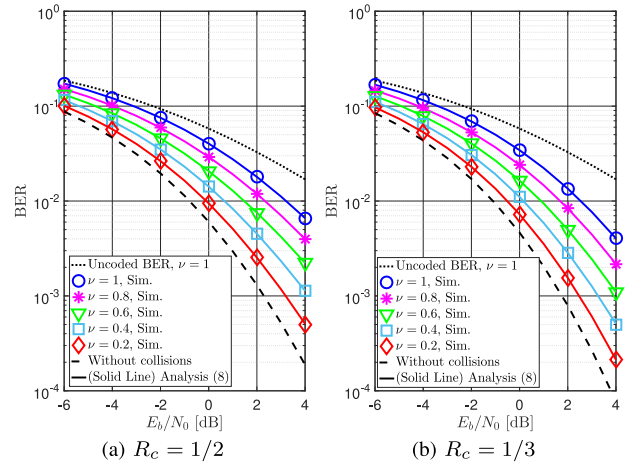 10^0
10^-1
10^-2
10^-3
10^-4
BER
-6 -4 -2 0 2 4
E_b/N_0 [dB]
Uncoded BER, ν = 1
ν = 1, Sim.
ν = 0.8, Sim.
ν = 0.6, Sim.
ν = 0.4, Sim.
ν = 0.2, Sim.
Without collisions
(Solid Line) Analysis (8)
(a) R_c = 1/2
10^0
10^-1
10^-2
10^-3
10^-4
BER
-6 -4 -2 0 2 4
E_b/N_0 [dB]
Uncoded BER, ν = 1
ν = 1, Sim.
ν = 0.8, Sim.
ν = 0.6, Sim.
ν = 0.4, Sim.
ν = 0.2, Sim.
Without collisions
(Solid Line) Analysis (8)
(b) R_c = 1/3